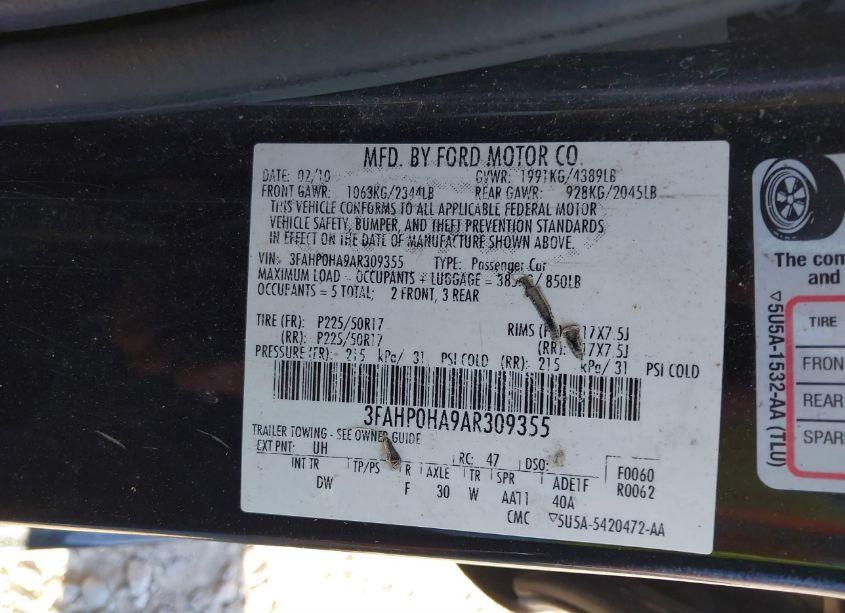 MFD. BY FORD MOTOR CO.
DATE: 02/10 GVWR: 1991KG/4389LB
FRONT GAWR: 1063KG/2344LB REAR GAWR: 928KG/2045LB
THIS VEHICLE CONFORMS TO ALL APPLICABLE FEDERAL MOTOR
VEHICLE SAFETY, BUMPER, AND THEFT PREVENTION STANDARDS
IN EFFECT ON THE DATE OF MANUFACTURE SHOWN ABOVE.
VIN: 3FAHP0HA9AR309355 TYPE: Passenger Car
MAXIMUM LOAD = OCCUPANTS + LUGGAGE = / 850LB
OCCUPANTS = 5 TOTAL; 2 FRONT, 3 REAR
TIRE (FR): P225/50R17 RIMS 17X7.5J
(RR): P225/50R17 (RR): 17X7.5J
PRESSURE (FR): 215 kPa/ 31 PSI COLD (RR): 215 kPa/ 31 PSI COLD
3FAHP0HA9AR309355
TRAILER TOWING - SEE OWNER GUIDE
EXT PNT: UH RC: 47 DSO: F0060
INT TR TP/PS R AXLE TR SPR ADE1F R0062
DW F 30 W AA11 40A
CMC ▽5U5A-5420472-AA
▽5U5A-1532-AA (TLU)
The com
and
TIRE
FRON
REAR
SPAR